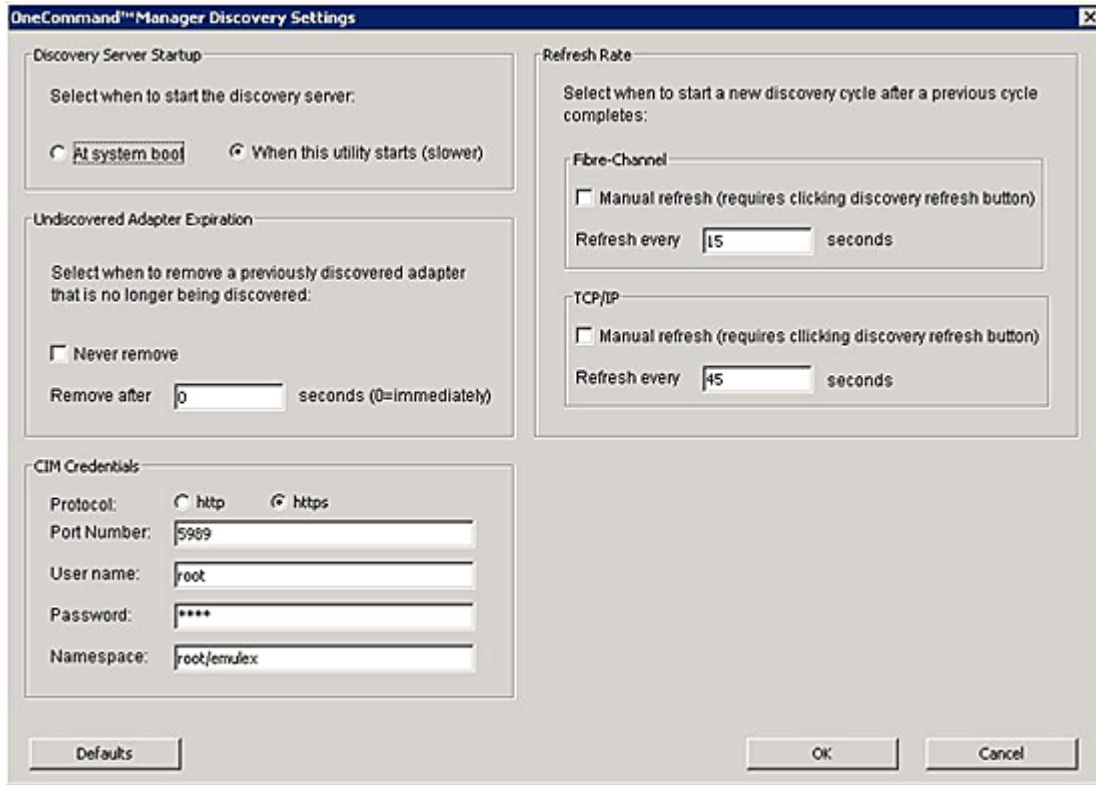 OneCommand™Manager Discovery Settings
Discovery Server Startup
Select when to start the discovery server:
At system boot When this utility starts (slower)
Undiscovered Adapter Expiration
Select when to remove a previously discovered adapter
that is no longer being discovered:
Never remove
Remove after 0 seconds (0=immediately)
CIM Credentials
Protocol: http https
Port Number: 5989
User name: root
Password: ****
Namespace: root/emulex
Refresh Rate
Select when to start a new discovery cycle after a previous cycle
completes:
Fibre-Channel
Manual refresh (requires clicking discovery refresh button)
Refresh every 15 seconds
TCP/IP
Manual refresh (requires cllicking discovery refresh button)
Refresh every 45 seconds
Defaults OK Cancel